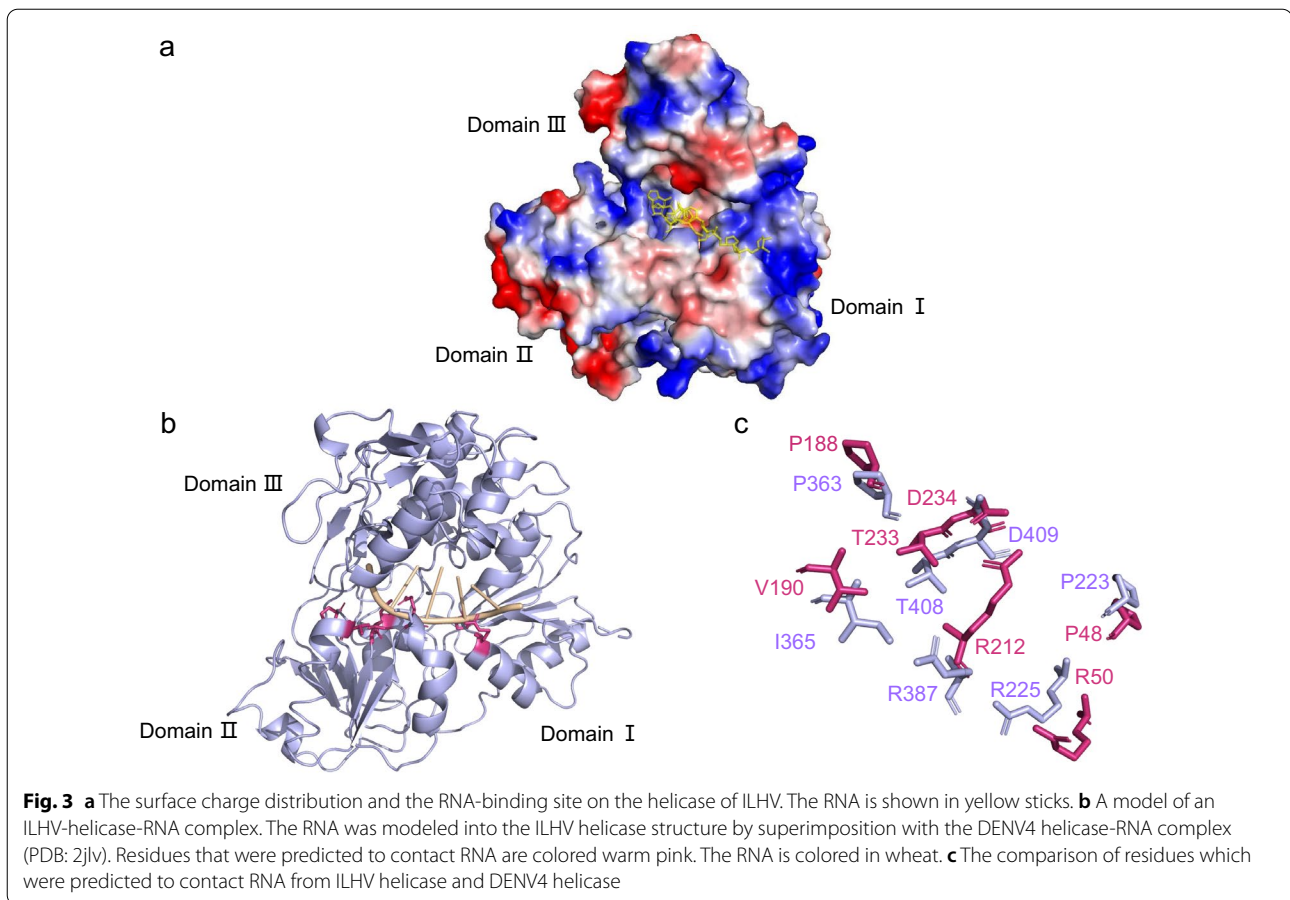 a
Domain Ⅲ
Domain Ⅰ
Domain Ⅱ
b
Domain Ⅲ
Domain Ⅱ
Domain Ⅰ
c
P188
P363
D234
T233
D409
V190
T408
P223
I365
P48
R212
R387
R225
R50
Fig. 3 a The surface charge distribution and the RNA-binding site on the helicase of ILHV. The RNA is shown in yellow sticks. b A model of an
ILHV-helicase-RNA complex. The RNA was modeled into the ILHV helicase structure by superimposition with the DENV4 helicase-RNA complex
(PDB: 2jlv). Residues that were predicted to contact RNA are colored warm pink. The RNA is colored in wheat. c The comparison of residues which
were predicted to contact RNA from ILHV helicase and DENV4 helicase